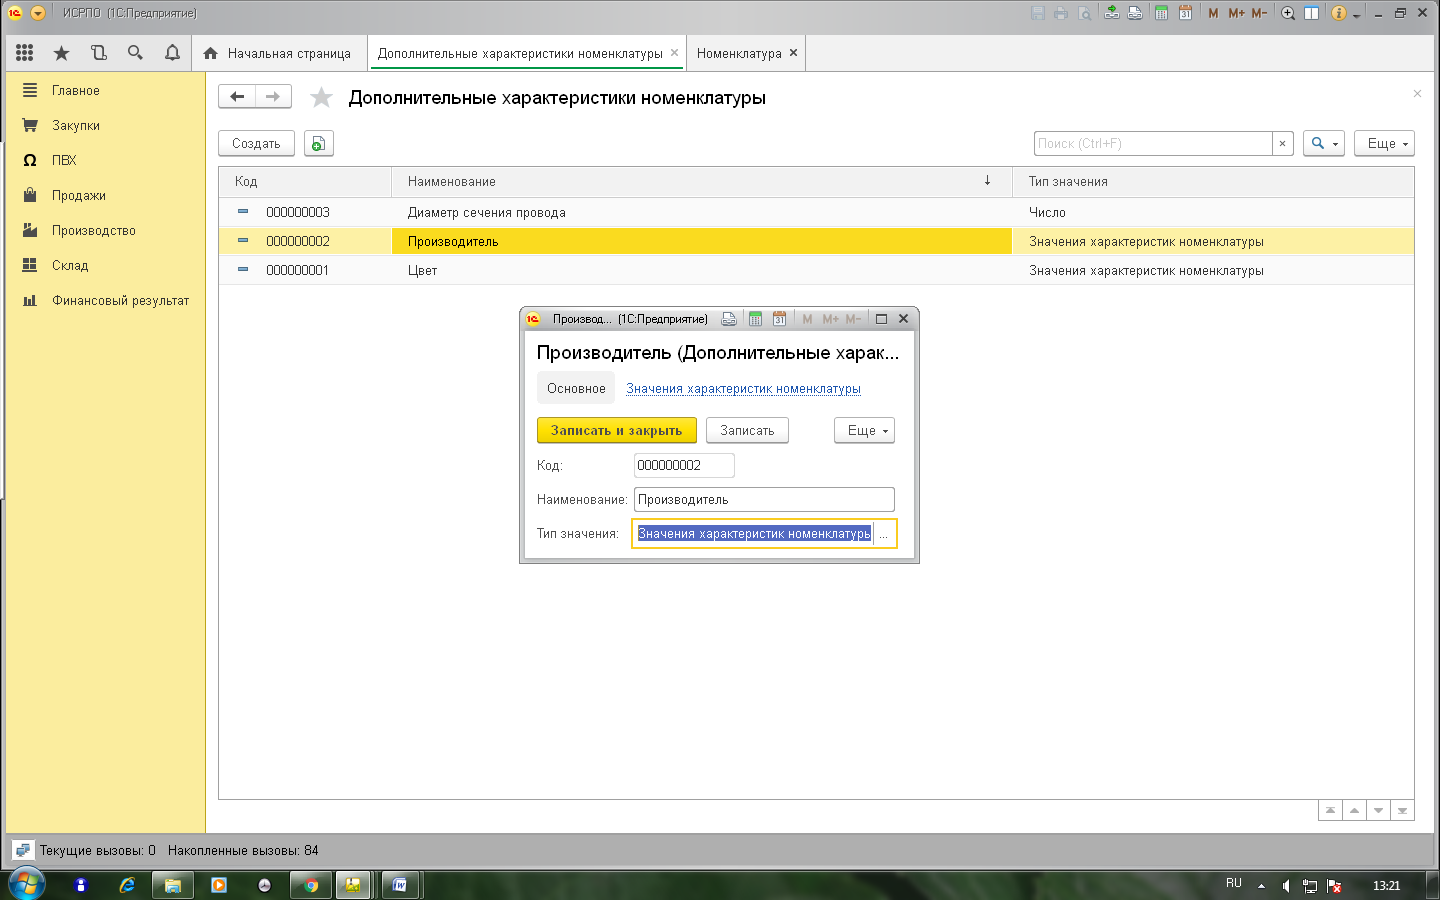 ИСРПО (1С:Предприятие)
M M+ M-
Начальная страница
Дополнительные характеристики номенклатуры
Номенклатура
Главное
Закупки
ПВХ
Продажи
Производство
Склад
Финансовый результат
Дополнительные характеристики номенклатуры
Создать
Поиск (Ctrl+F)
Еще
Код Наименование Тип значения
000000003 Диаметр сечения провода Число
000000002 Производитель Значения характеристик номенклатуры
000000001 Цвет Значения характеристик номенклатуры
Производ... (1С:Предприятие) M M+ M-
Производитель (Дополнительные харак...
Основное Значения характеристик номенклатуры
Записать и закрыть Записать Еще
Код: 000000002
Наименование: Производитель
Тип значения: Значения характеристик номенклатуры ...
Текущие вызовы: 0 Накопленные вызовы: 84
RU 13:21